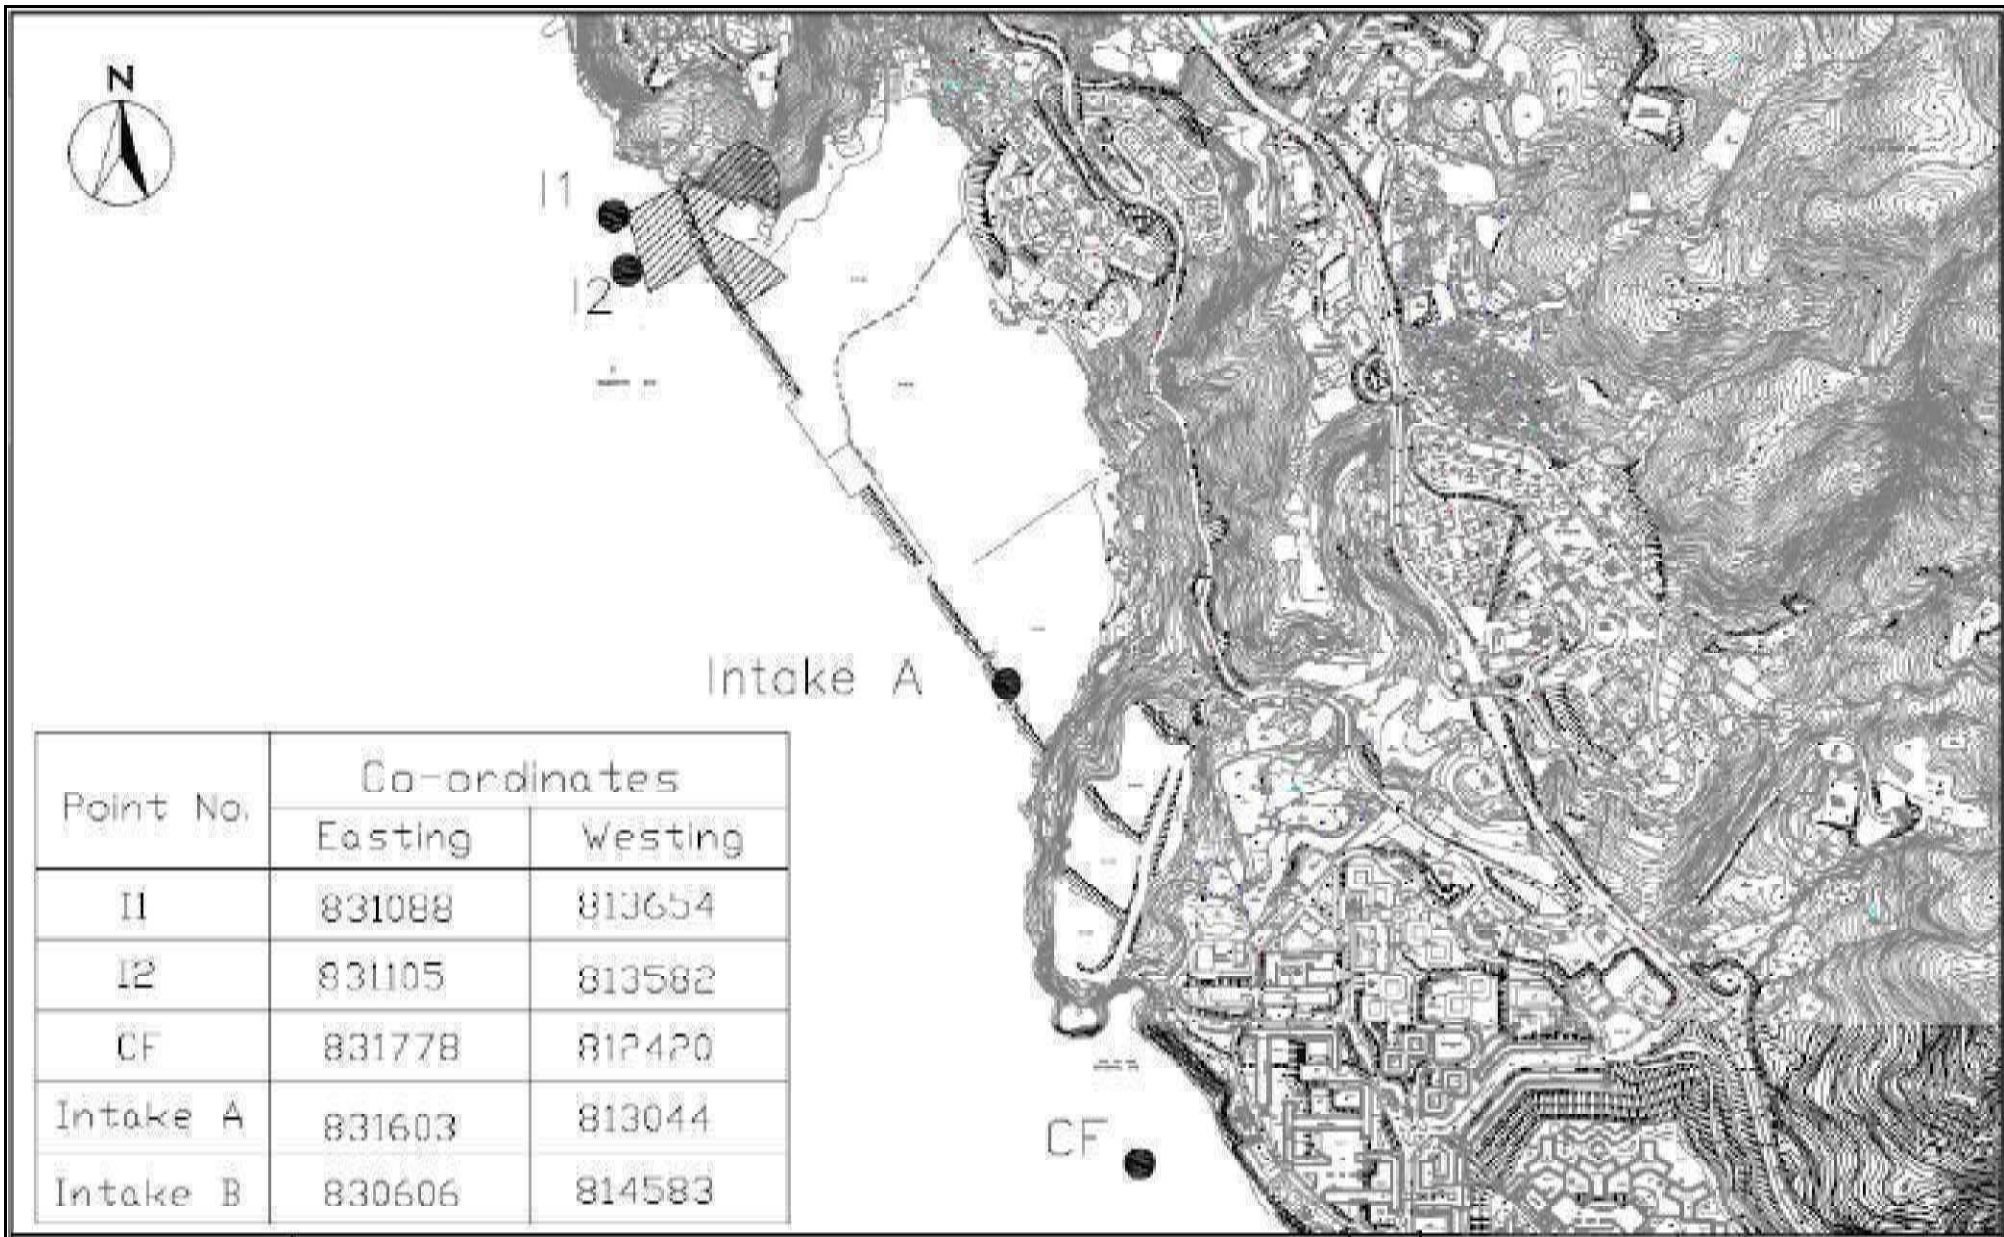 N
I1
I2
Intake A
Point No. Co-ordinates
Easting Westing
I1 831088 813654
I2 831105 813582
CF 831778 812420
Intake A 831603 813044
Intake B 830606 814583
CF